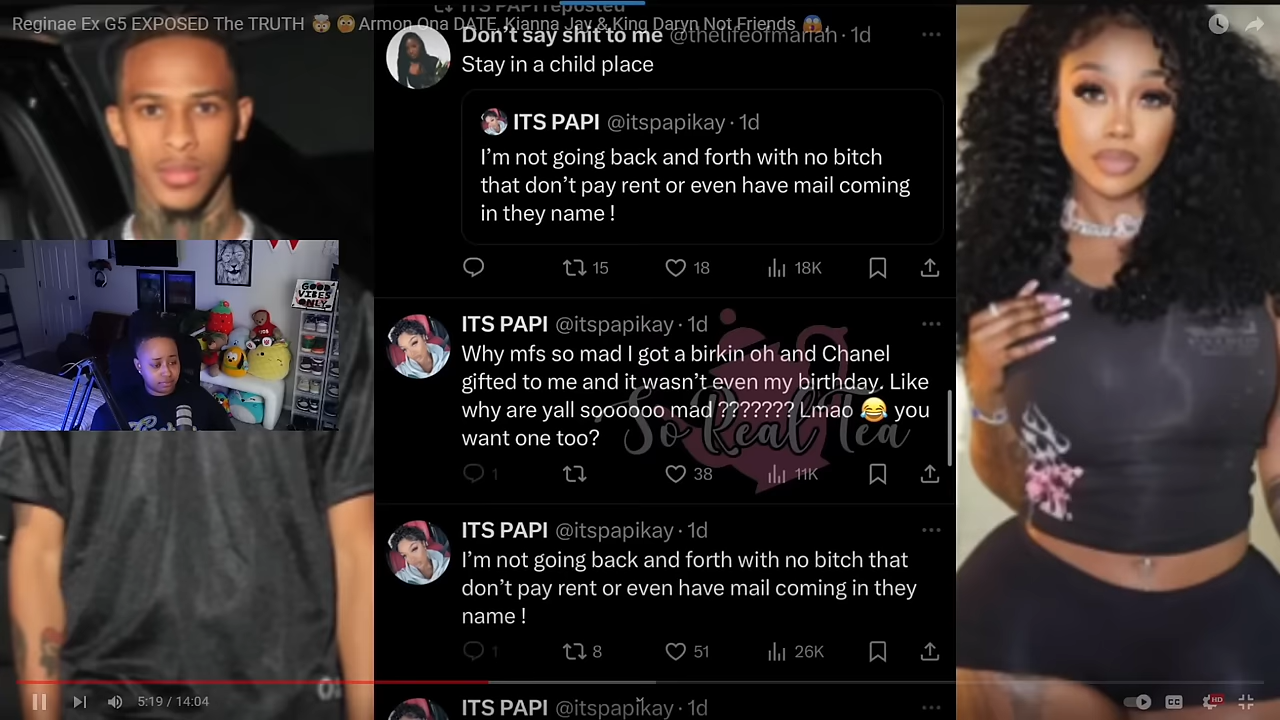 ITS PAPI reposted
Reginae Ex G5 EXPOSED The TRUTH 🤯 😳 Armon Ona DATE, Kianna Jay & King Daryn Not Friends 😱
Don't say shit to me @thelifeofmariah · 1d
Stay in a child place
ITS PAPI @itspapikay · 1d
I'm not going back and forth with no bitch
that don't pay rent or even have mail coming
in they name !
15 18 18K
GOOD
VIBES
ONLY
ITS PAPI @itspapikay · 1d
Why mfs so mad I got a birkin oh and Chanel
gifted to me and it wasn't even my birthday. Like
why are yall soooooo mad ??????? Lmao 😂 you
want one too?
So Real Tea
1 38 11K
ITS PAPI @itspapikay · 1d
I'm not going back and forth with no bitch that
don't pay rent or even have mail coming in they
name !
1 8 51 26K
5:19 / 14:04
CC
HD
ITS PAPI @itspapikay · 1d